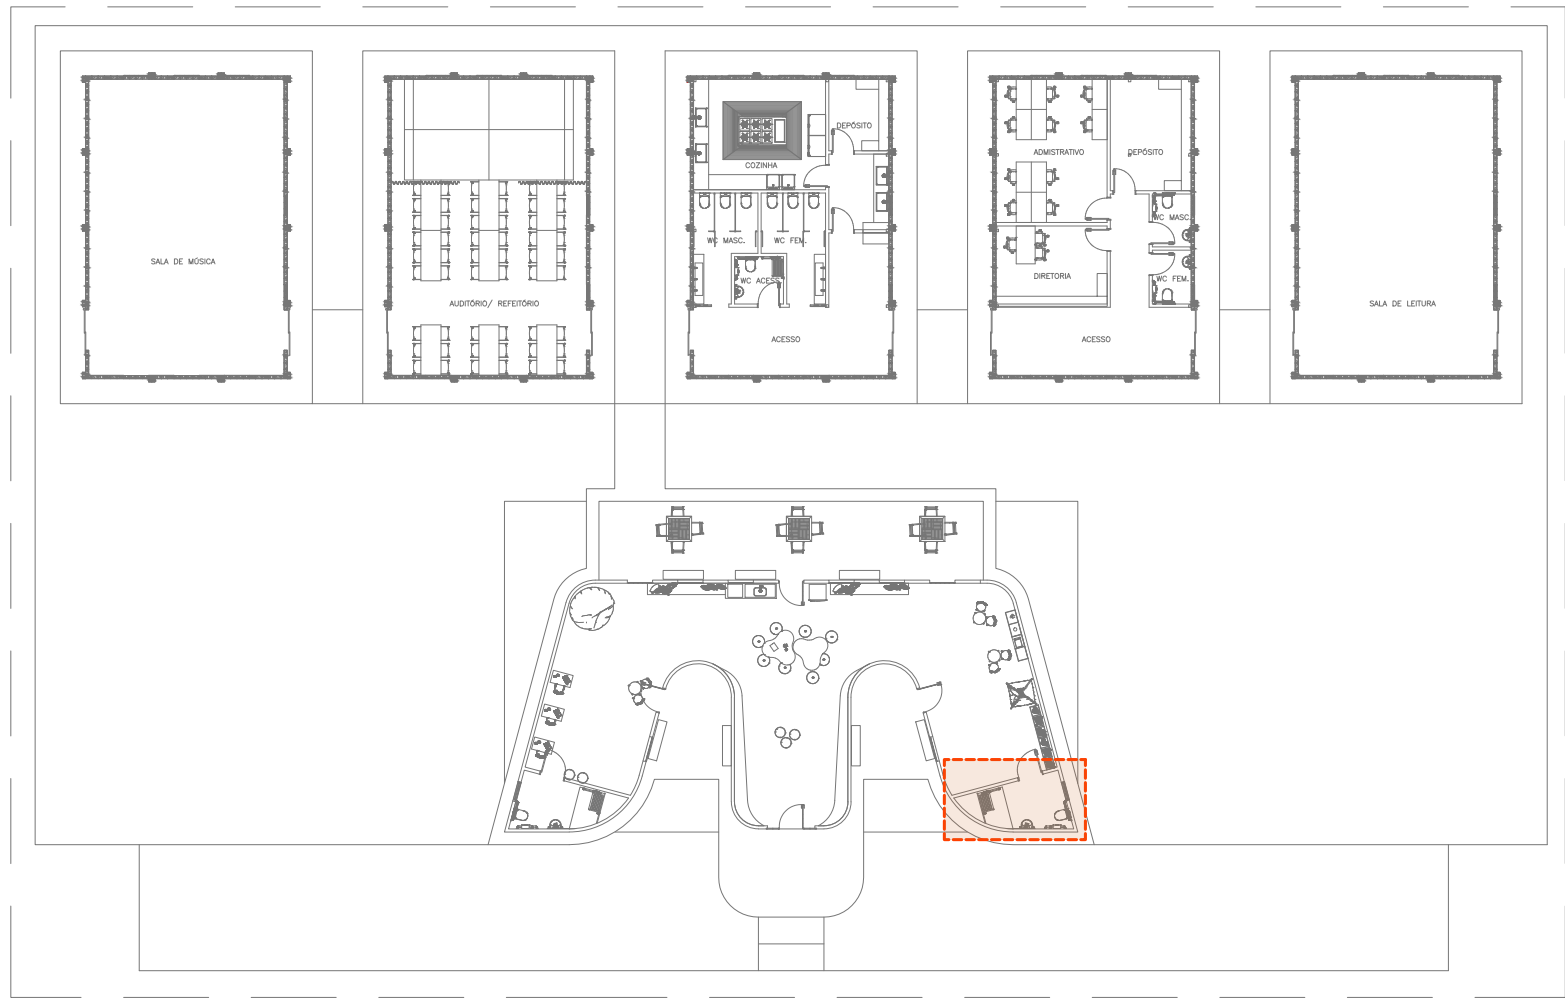 DEPÓSITO
COZINHA
ADMISTRATIVO
DEPÓSITO
WC MASC.
WC MASC.
WC FEM.
SALA DE MÓSICA
DIRETORIA
WC FEM.
WC ACESS
AUDITÓRIO/ REFEITÓRIO
SALA DE LEITURA
ACESSO
ACESSO